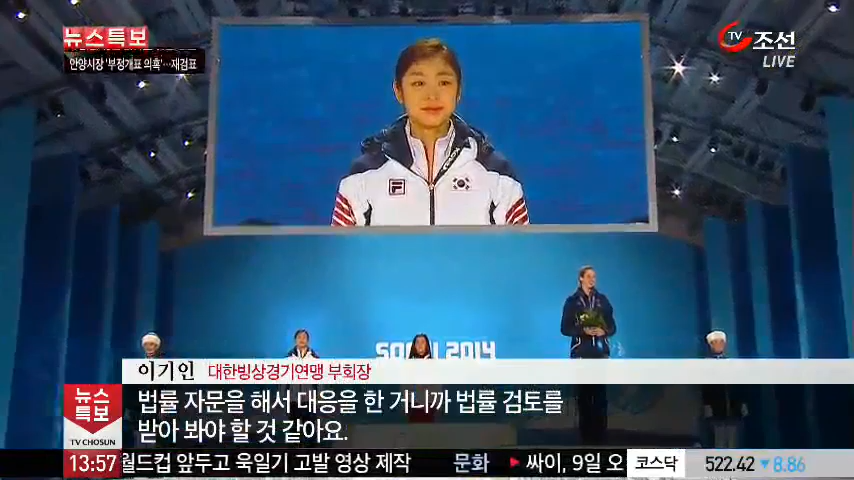 뉴스특보
안양시장 '부정개표 의혹'…재검표
TV조선
LIVE
FILA
SOCHI 2014
이기인 대한빙상경기연맹 부회장
법률 자문을 해서 대응을 한 거니까 법률 검토를
받아 봐야 할 것 같아요.
뉴스
특보
TV CHOSUN
13:57 월드컵 앞두고 욱일기 고발 영상 제작 문화 ▶ 싸이, 9일 오 코스닥 522.42 ▼8.86